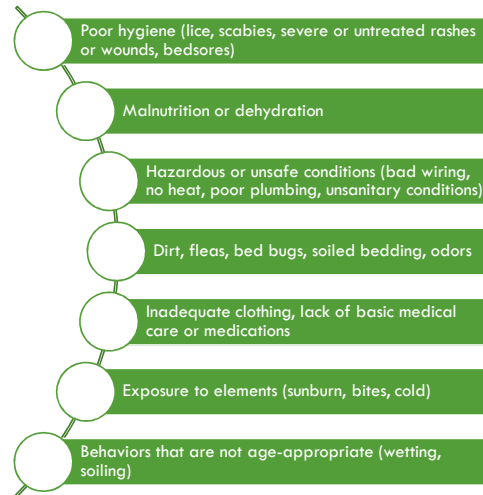 Poor hygiene (lice, scabies, severe or untreated rashes
or wounds, bedsores)
Malnutrition or dehydration
Hazardous or unsafe conditions (bad wiring,
no heat, poor plumbing, unsanitary conditions)
Dirt, fleas, bed bugs, soiled bedding, odors
Inadequate clothing, lack of basic medical
care or medications
Exposure to elements (sunburn, bites, cold)
Behaviors that are not age-appropriate (wetting,
soiling)